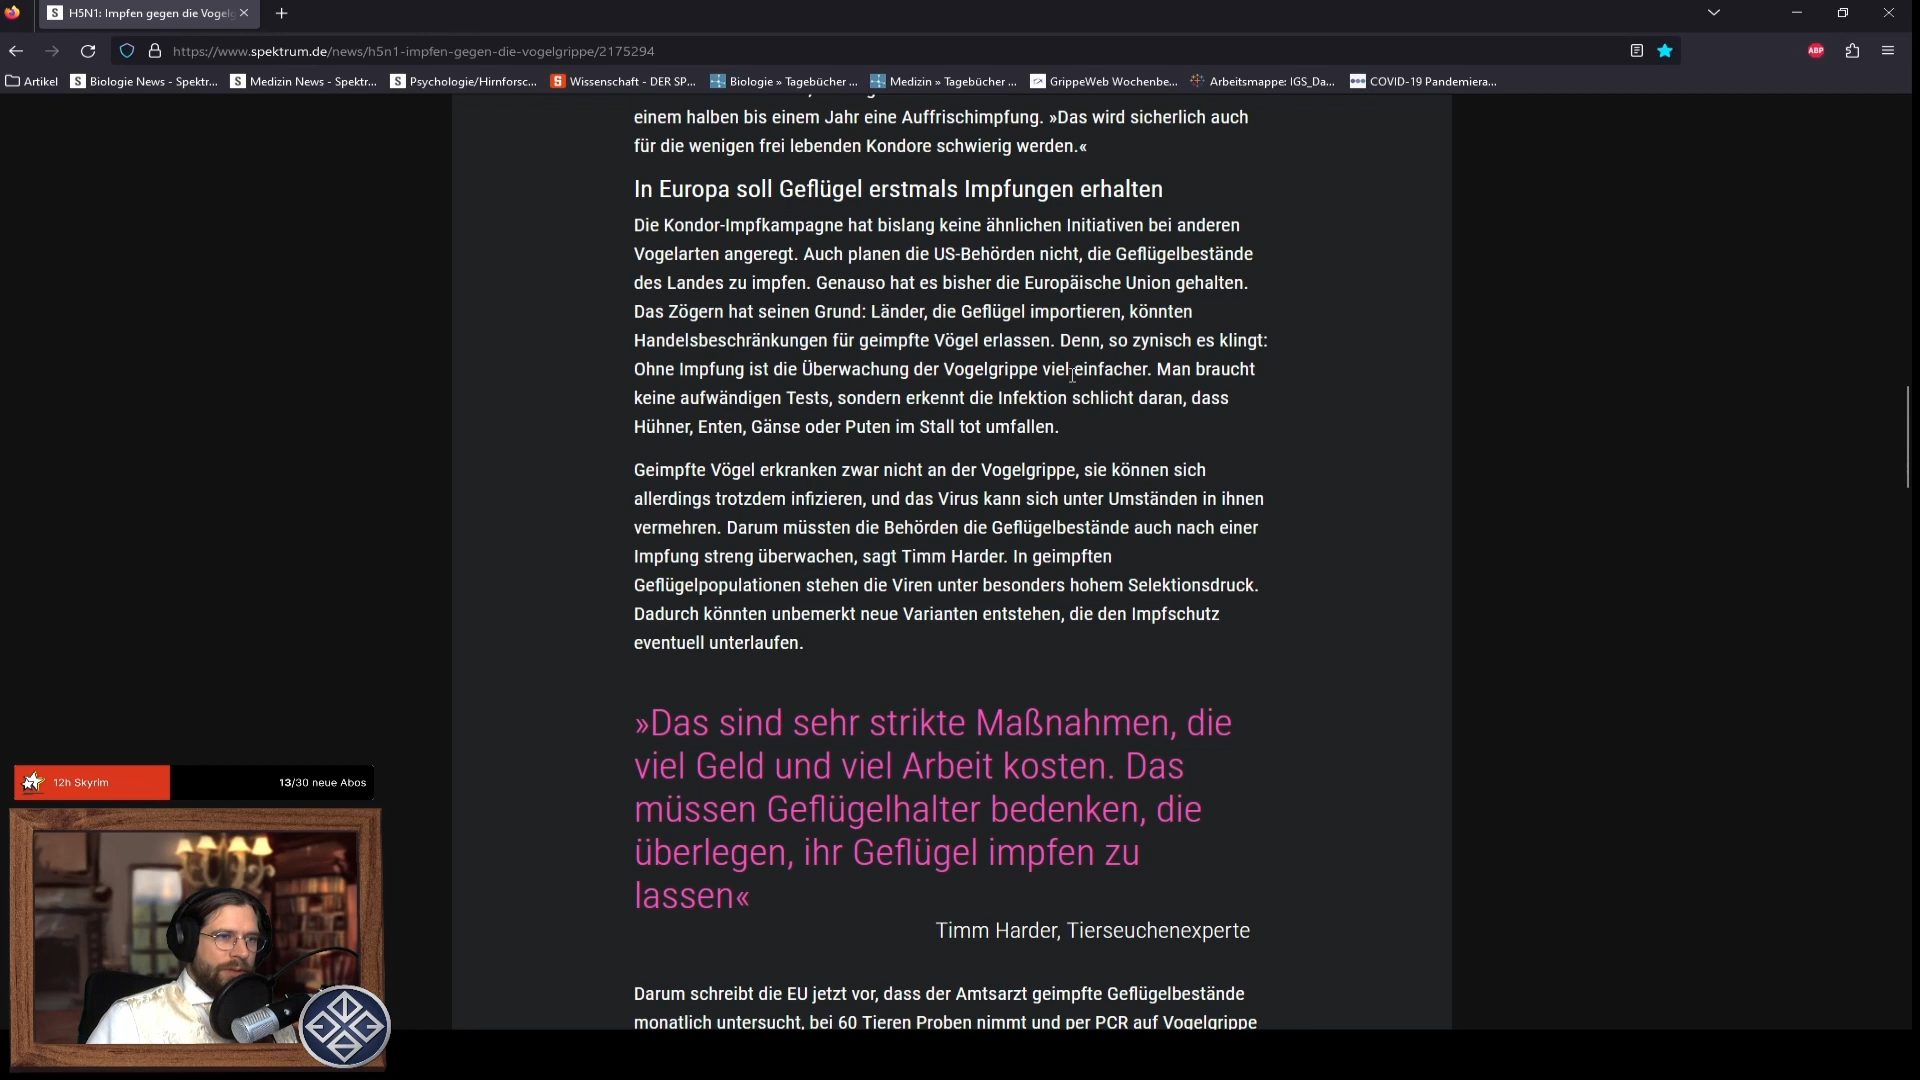 H5N1: Impfen gegen die Vogelg
https://www.spektrum.de/news/h5n1-impfen-gegen-die-vogelgrippe/2175294
ABP
Artikel
S Biologie News - Spektr...
S Medizin News - Spektr...
S Psychologie/Hirnforsc...
Wissenschaft - DER SP...
Biologie » Tagebücher ...
Medizin » Tagebücher ...
GrippeWeb Wochenbe...
Arbeitsmappe: IGS_Da...
COVID-19 Pandemiera...
einem halben bis einem Jahr eine Auffrischimpfung. »Das wird sicherlich auch
für die wenigen frei lebenden Kondore schwierig werden.«
In Europa soll Geflügel erstmals Impfungen erhalten
Die Kondor-Impfkampagne hat bislang keine ähnlichen Initiativen bei anderen
Vogelarten angeregt. Auch planen die US-Behörden nicht, die Geflügelbestände
des Landes zu impfen. Genauso hat es bisher die Europäische Union gehalten.
Das Zögern hat seinen Grund: Länder, die Geflügel importieren, könnten
Handelsbeschränkungen für geimpfte Vögel erlassen. Denn, so zynisch es klingt:
Ohne Impfung ist die Überwachung der Vogelgrippe viel einfacher. Man braucht
keine aufwändigen Tests, sondern erkennt die Infektion schlicht daran, dass
Hühner, Enten, Gänse oder Puten im Stall tot umfallen.
Geimpfte Vögel erkranken zwar nicht an der Vogelgrippe, sie können sich
allerdings trotzdem infizieren, und das Virus kann sich unter Umständen in ihnen
vermehren. Darum müssten die Behörden die Geflügelbestände auch nach einer
Impfung streng überwachen, sagt Timm Harder. In geimpften
Geflügelpopulationen stehen die Viren unter besonders hohem Selektionsdruck.
Dadurch könnten unbemerkt neue Varianten entstehen, die den Impfschutz
eventuell unterlaufen.
»Das sind sehr strikte Maßnahmen, die
viel Geld und viel Arbeit kosten. Das
müssen Geflügelhalter bedenken, die
überlegen, ihr Geflügel impfen zu
lassen«
Timm Harder, Tierseuchenexperte
Darum schreibt die EU jetzt vor, dass der Amtsarzt geimpfte Geflügelbestände
monatlich untersucht, bei 60 Tieren Proben nimmt und per PCR auf Vogelgrippe
12h Skyrim
13/30 neue Abos